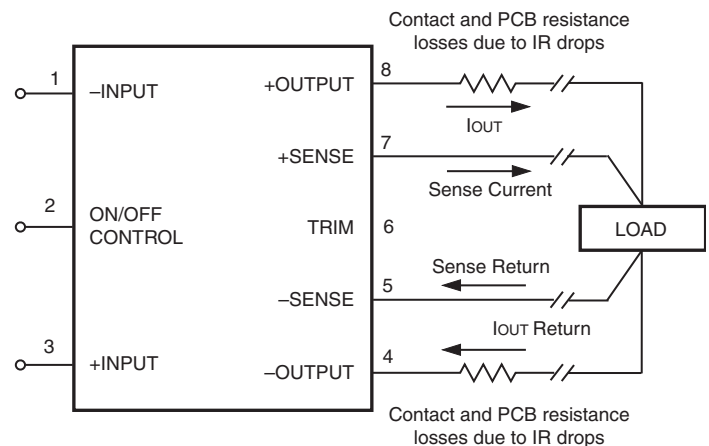 Contact and PCB resistance
losses due to IR drops
1
–INPUT
+OUTPUT
8
IOUT
+SENSE
7
Sense Current
2
ON/OFF
CONTROL
TRIM
6
LOAD
Sense Return
–SENSE
5
IOUT Return
3
+INPUT
–OUTPUT
4
Contact and PCB resistance
losses due to IR drops